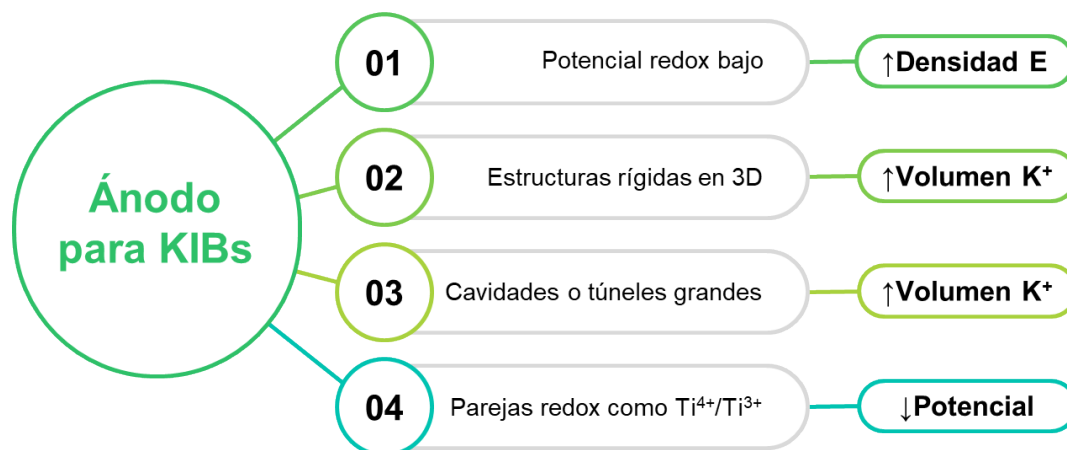 Ánodo
para KIBs
01
Potencial redox bajo
↑Densidad E
02
Estructuras rígidas en 3D
↑Volumen K⁺
03
Cavidades o túneles grandes
↑Volumen K⁺
04
Parejas redox como Ti⁴⁺/Ti³⁺
↓Potencial